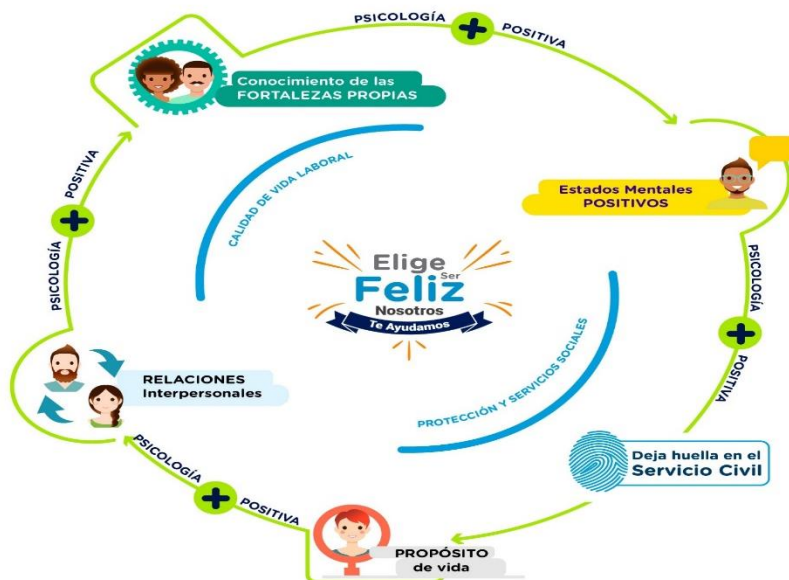 PSICOLOGÍA
POSITIVA
Conocimiento de las
FORTALEZAS PROPIAS
POSITIVA
PSICOLOGÍA
CALIDAD DE VIDA LABORAL
Estados Mentales
POSITIVOS
Elige
Ser
Feliz
Nosotros
Te Ayudamos
PSICOLOGÍA
POSITIVA
RELACIONES
Interpersonales
PROTECCIÓN Y SERVICIOS SOCIALES
Deja huella en el
Servicio Civil
PSICOLOGÍA
POSITIVA
PROPÓSITO
de vida